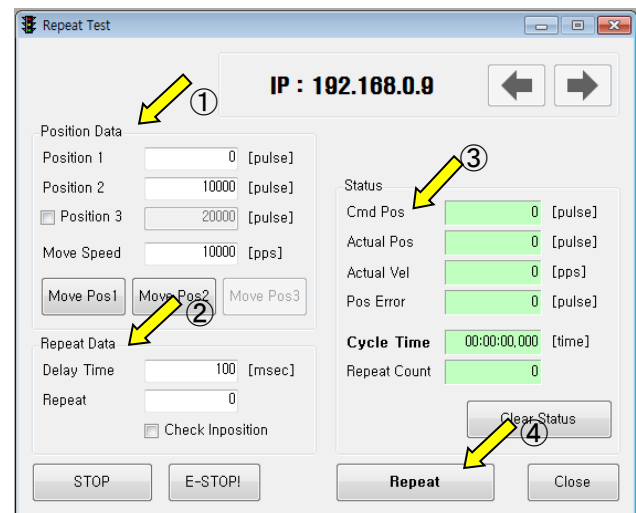 Repeat Test
IP : 192.168.0.9
①
Position Data
Position 1 0 [pulse]
Position 2 10000 [pulse]
Position 3 20000 [pulse]
Move Speed 10000 [pps]
Move Pos1 Move Pos2 Move Pos3
②
Repeat Data
Delay Time 100 [msec]
Repeat 0
Check Inposition
③
Status
Cmd Pos 0 [pulse]
Actual Pos 0 [pulse]
Actual Vel 0 [pps]
Pos Error 0 [pulse]
Cycle Time 00:00:00,000 [time]
Repeat Count 0
Clear Status
④
STOP E-STOP! Repeat Close